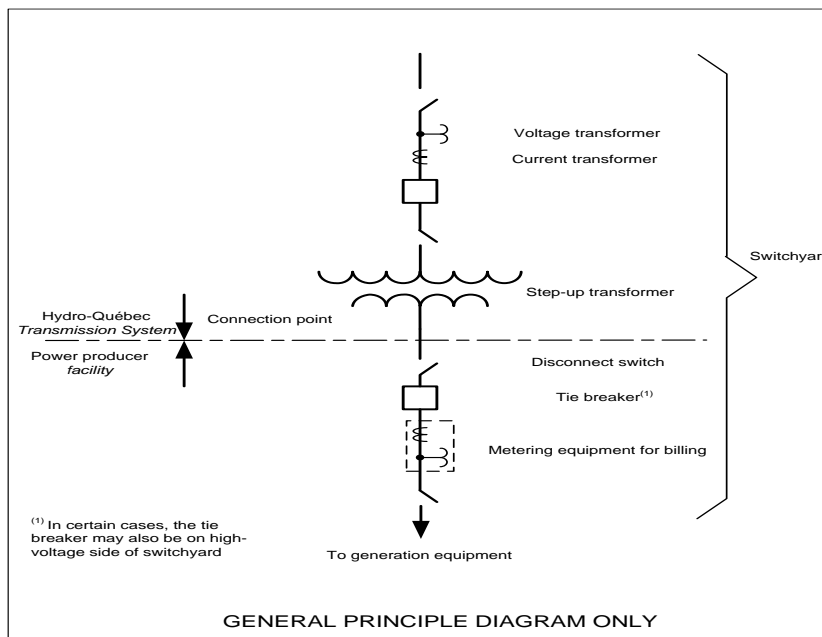 Voltage transformer
Current transformer
Switchyar
Step-up transformer
Hydro-Québec
Transmission System
Connection point
Power producer
facility
Disconnect switch
Tie breaker(1)
Metering equipment for billing
(1) In certain cases, the tie
breaker may also be on high-
voltage side of switchyard
To generation equipment
GENERAL PRINCIPLE DIAGRAM ONLY